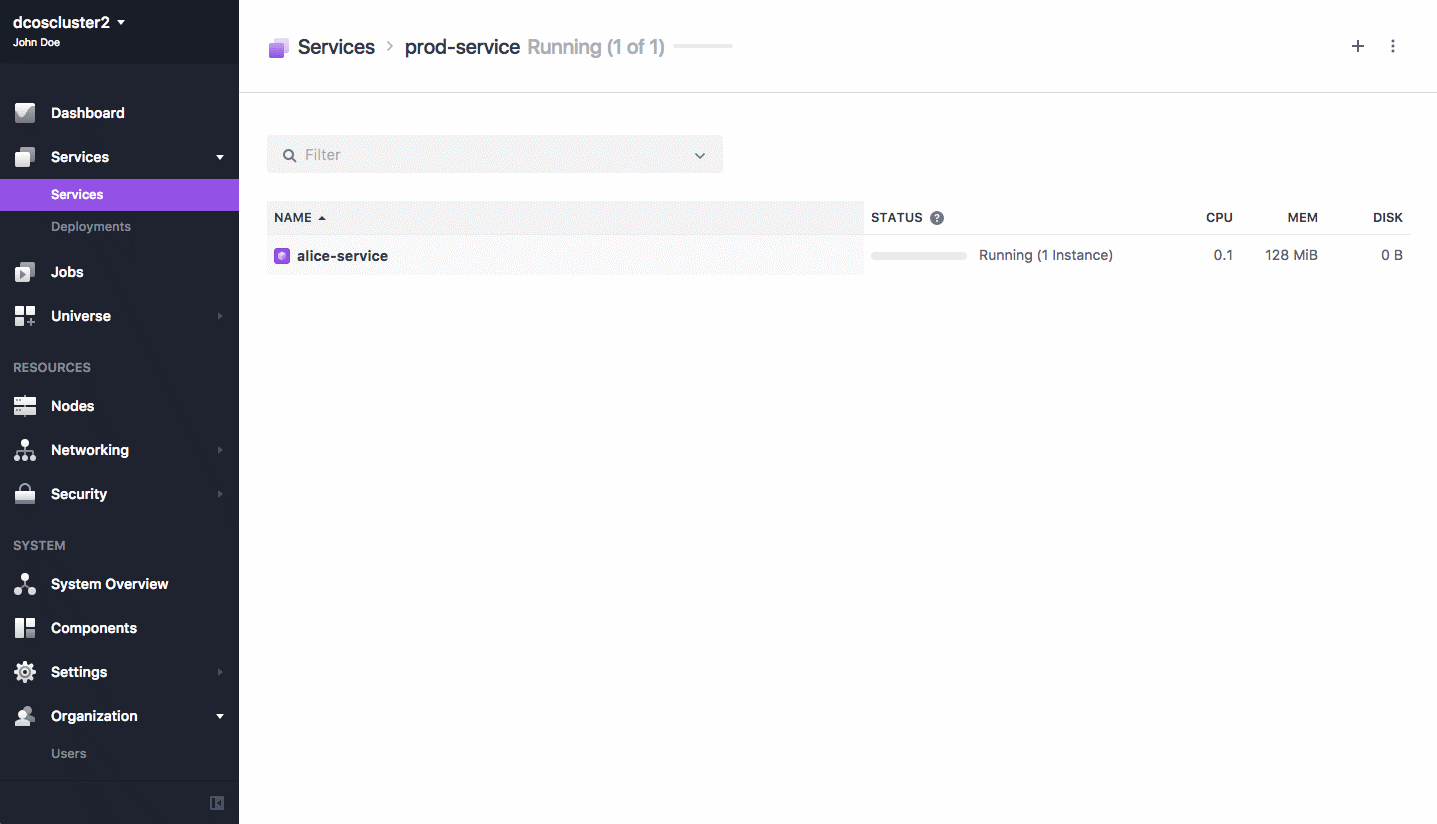 dcoscluster2
John Doe
Dashboard
Services
Services
Deployments
Jobs
Universe
RESOURCES
Nodes
Networking
Security
SYSTEM
System Overview
Components
Settings
Organization
Users
Services > prod-service Running (1 of 1)
Filter
NAME STATUS ? CPU MEM DISK
alice-service Running (1 Instance) 0.1 128 MiB 0 B